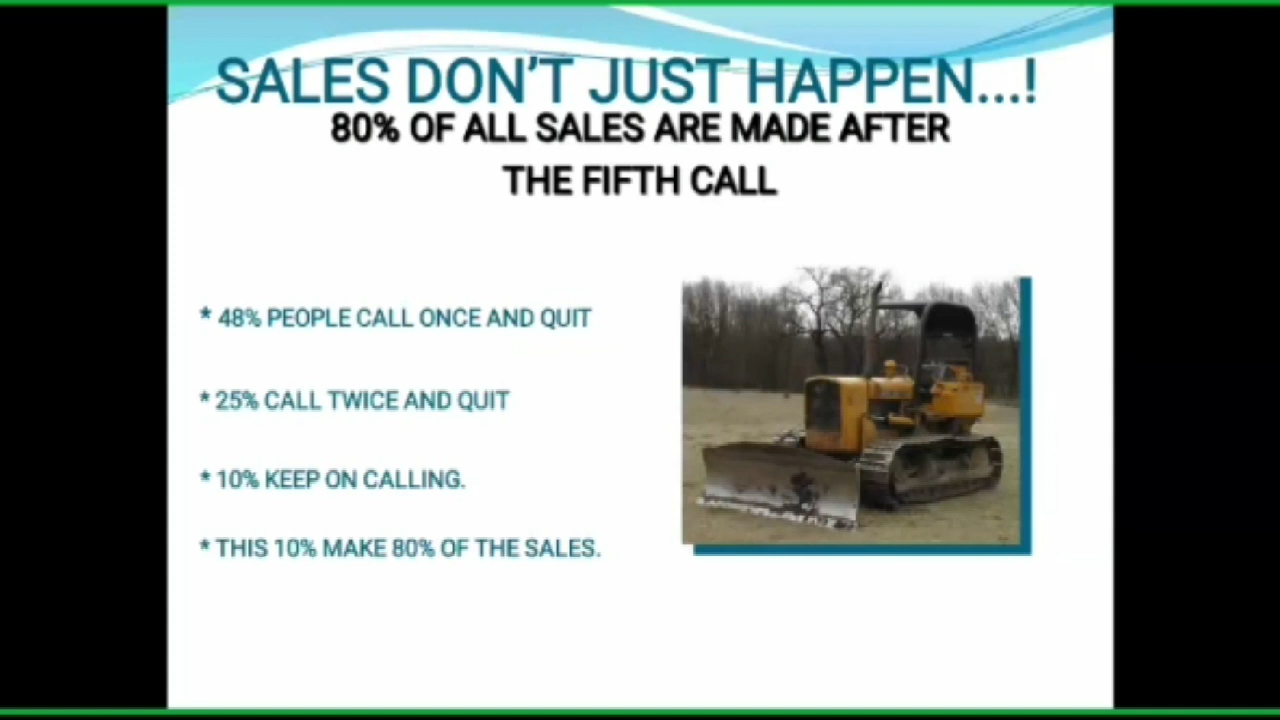 SALES DON'T JUST HAPPEN...!
80% OF ALL SALES ARE MADE AFTER
THE FIFTH CALL
* 48% PEOPLE CALL ONCE AND QUIT
* 25% CALL TWICE AND QUIT
* 10% KEEP ON CALLING.
* THIS 10% MAKE 80% OF THE SALES.